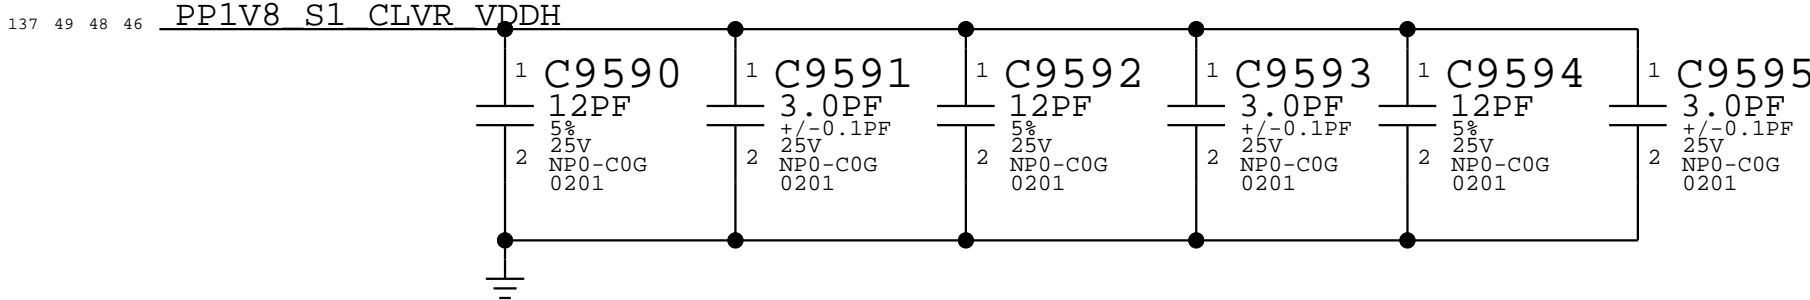 137 49 48 46 PP1V8_S1_CLVR_VDDH
1 C9590
12PF
5%
25V
2 NP0-C0G
0201
1 C9591
3.0PF
+/-0.1PF
25V
2 NP0-C0G
0201
1 C9592
12PF
5%
25V
2 NP0-C0G
0201
1 C9593
3.0PF
+/-0.1PF
25V
2 NP0-C0G
0201
1 C9594
12PF
5%
25V
2 NP0-C0G
0201
1 C9595
3.0PF
+/-0.1PF
25V
2 NP0-C0G
0201